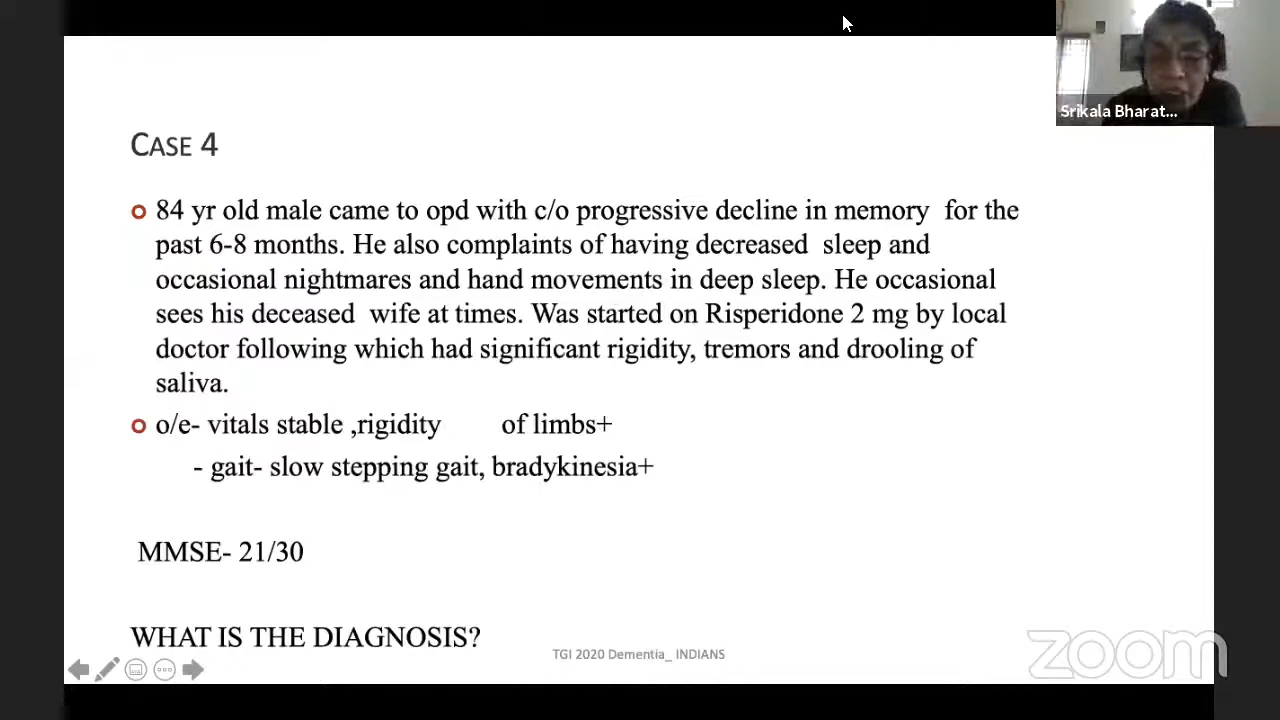 Srikala Bharat...
CASE 4
84 yr old male came to opd with c/o progressive decline in memory for the
past 6-8 months. He also complaints of having decreased sleep and
occasional nightmares and hand movements in deep sleep. He occasional
sees his deceased wife at times. Was started on Risperidone 2 mg by local
doctor following which had significant rigidity, tremors and drooling of
saliva.
o/e- vitals stable ,rigidity of limbs+
- gait- slow stepping gait, bradykinesia+
MMSE- 21/30
WHAT IS THE DIAGNOSIS?
TGI 2020 Dementia_ INDIANS
zoom